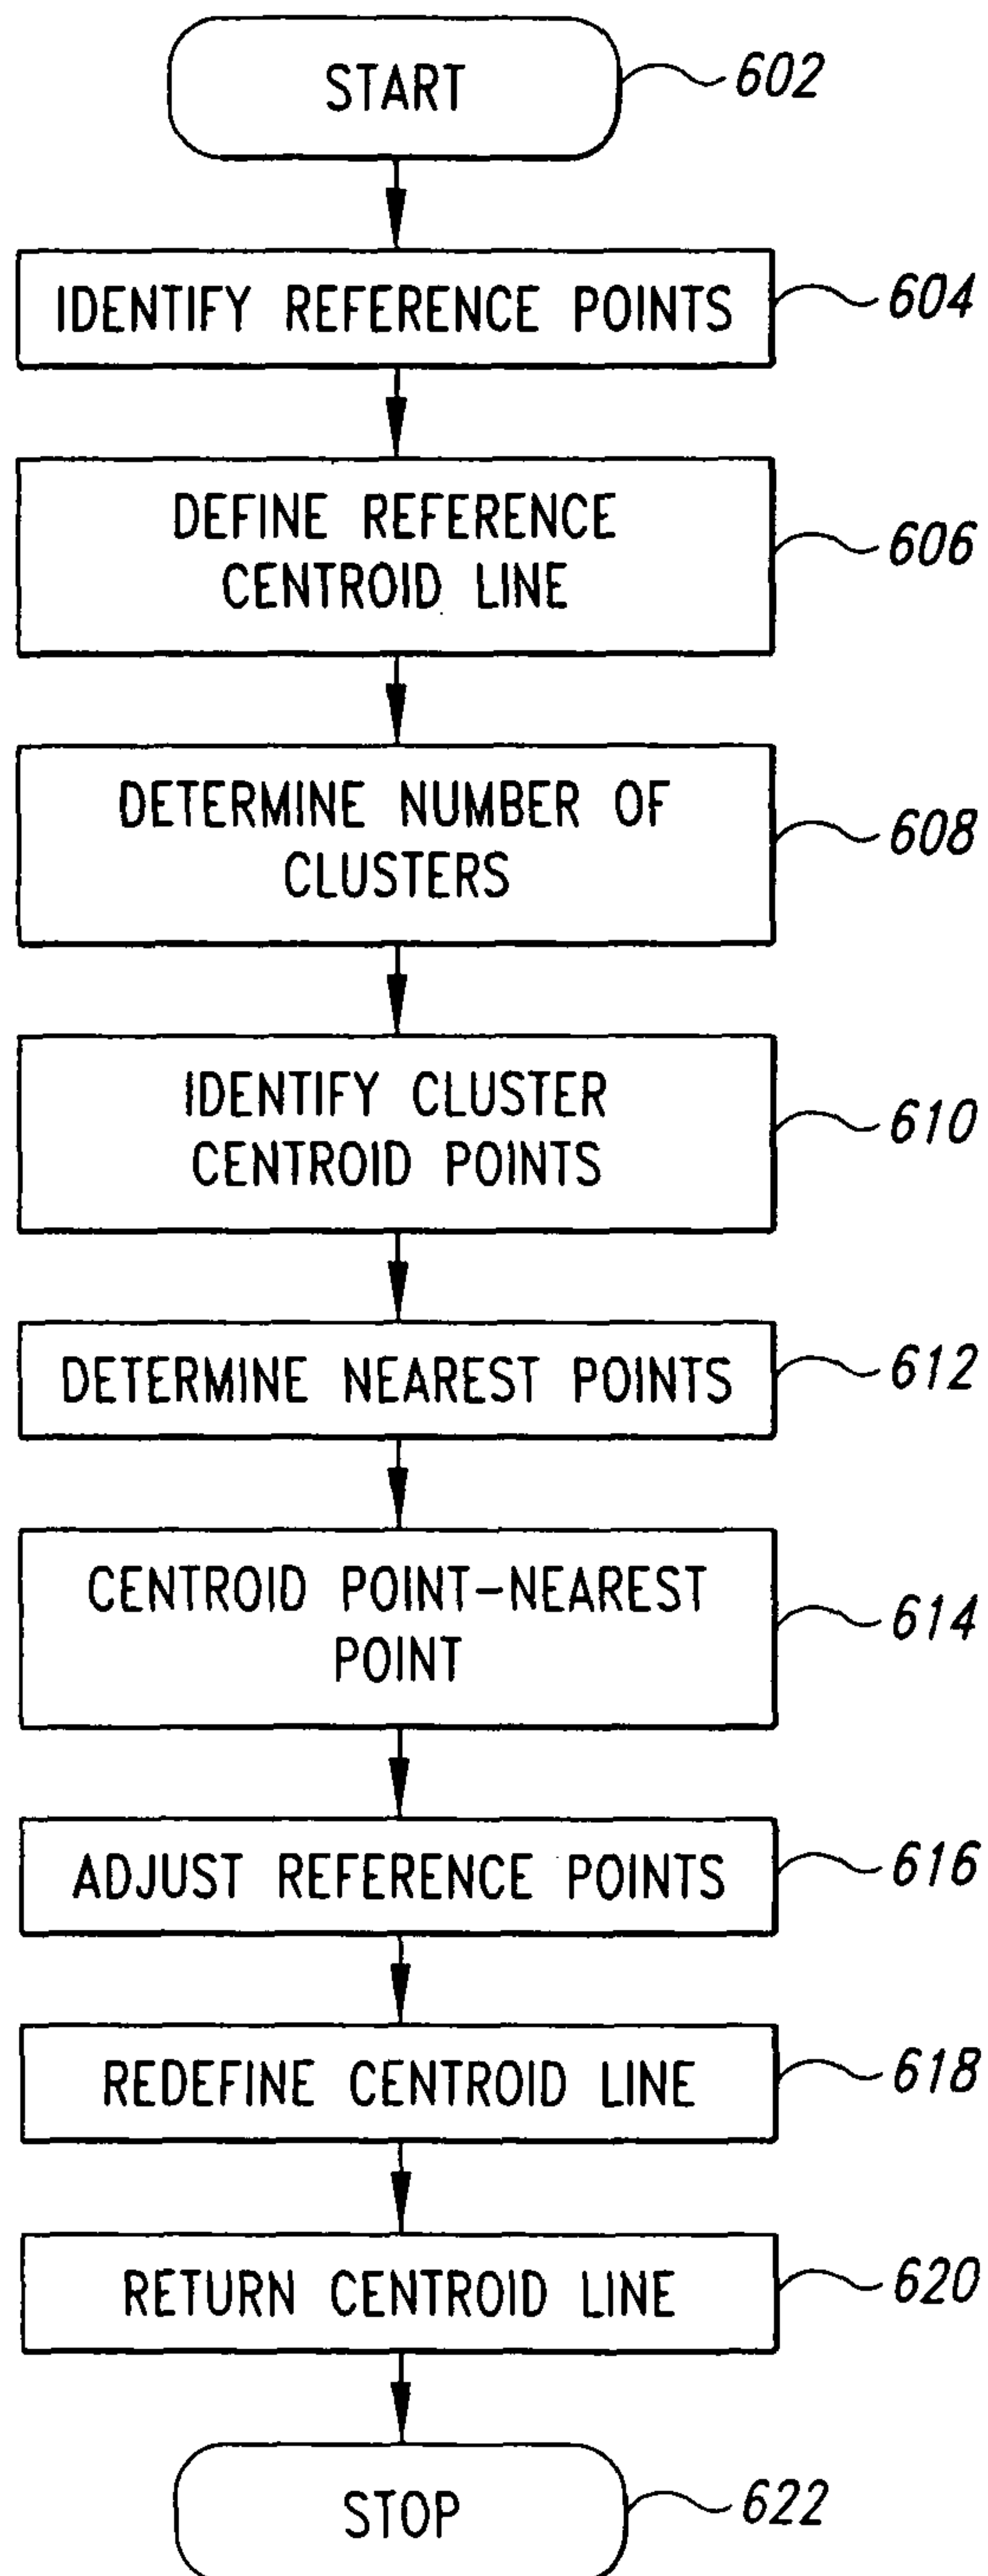 START
602
IDENTIFY REFERENCE POINTS
604
DEFINE REFERENCE
CENTROID LINE
606
DETERMINE NUMBER OF
CLUSTERS
608
IDENTIFY CLUSTER
CENTROID POINTS
610
DETERMINE NEAREST POINTS
612
CENTROID POINT-NEAREST
POINT
614
ADJUST REFERENCE POINTS
616
REDEFINE CENTROID LINE
618
RETURN CENTROID LINE
620
STOP
622